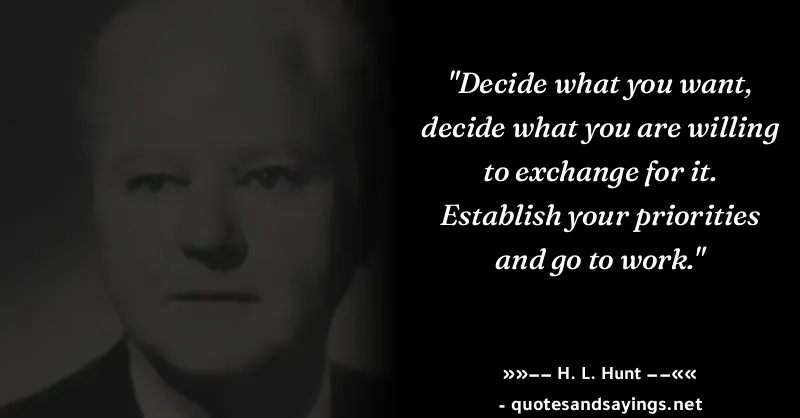 "Decide what you want,
decide what you are willing
to exchange for it.
Establish your priorities
and go to work."
»»−− H. L. Hunt −−««
- quotesandsayings.net